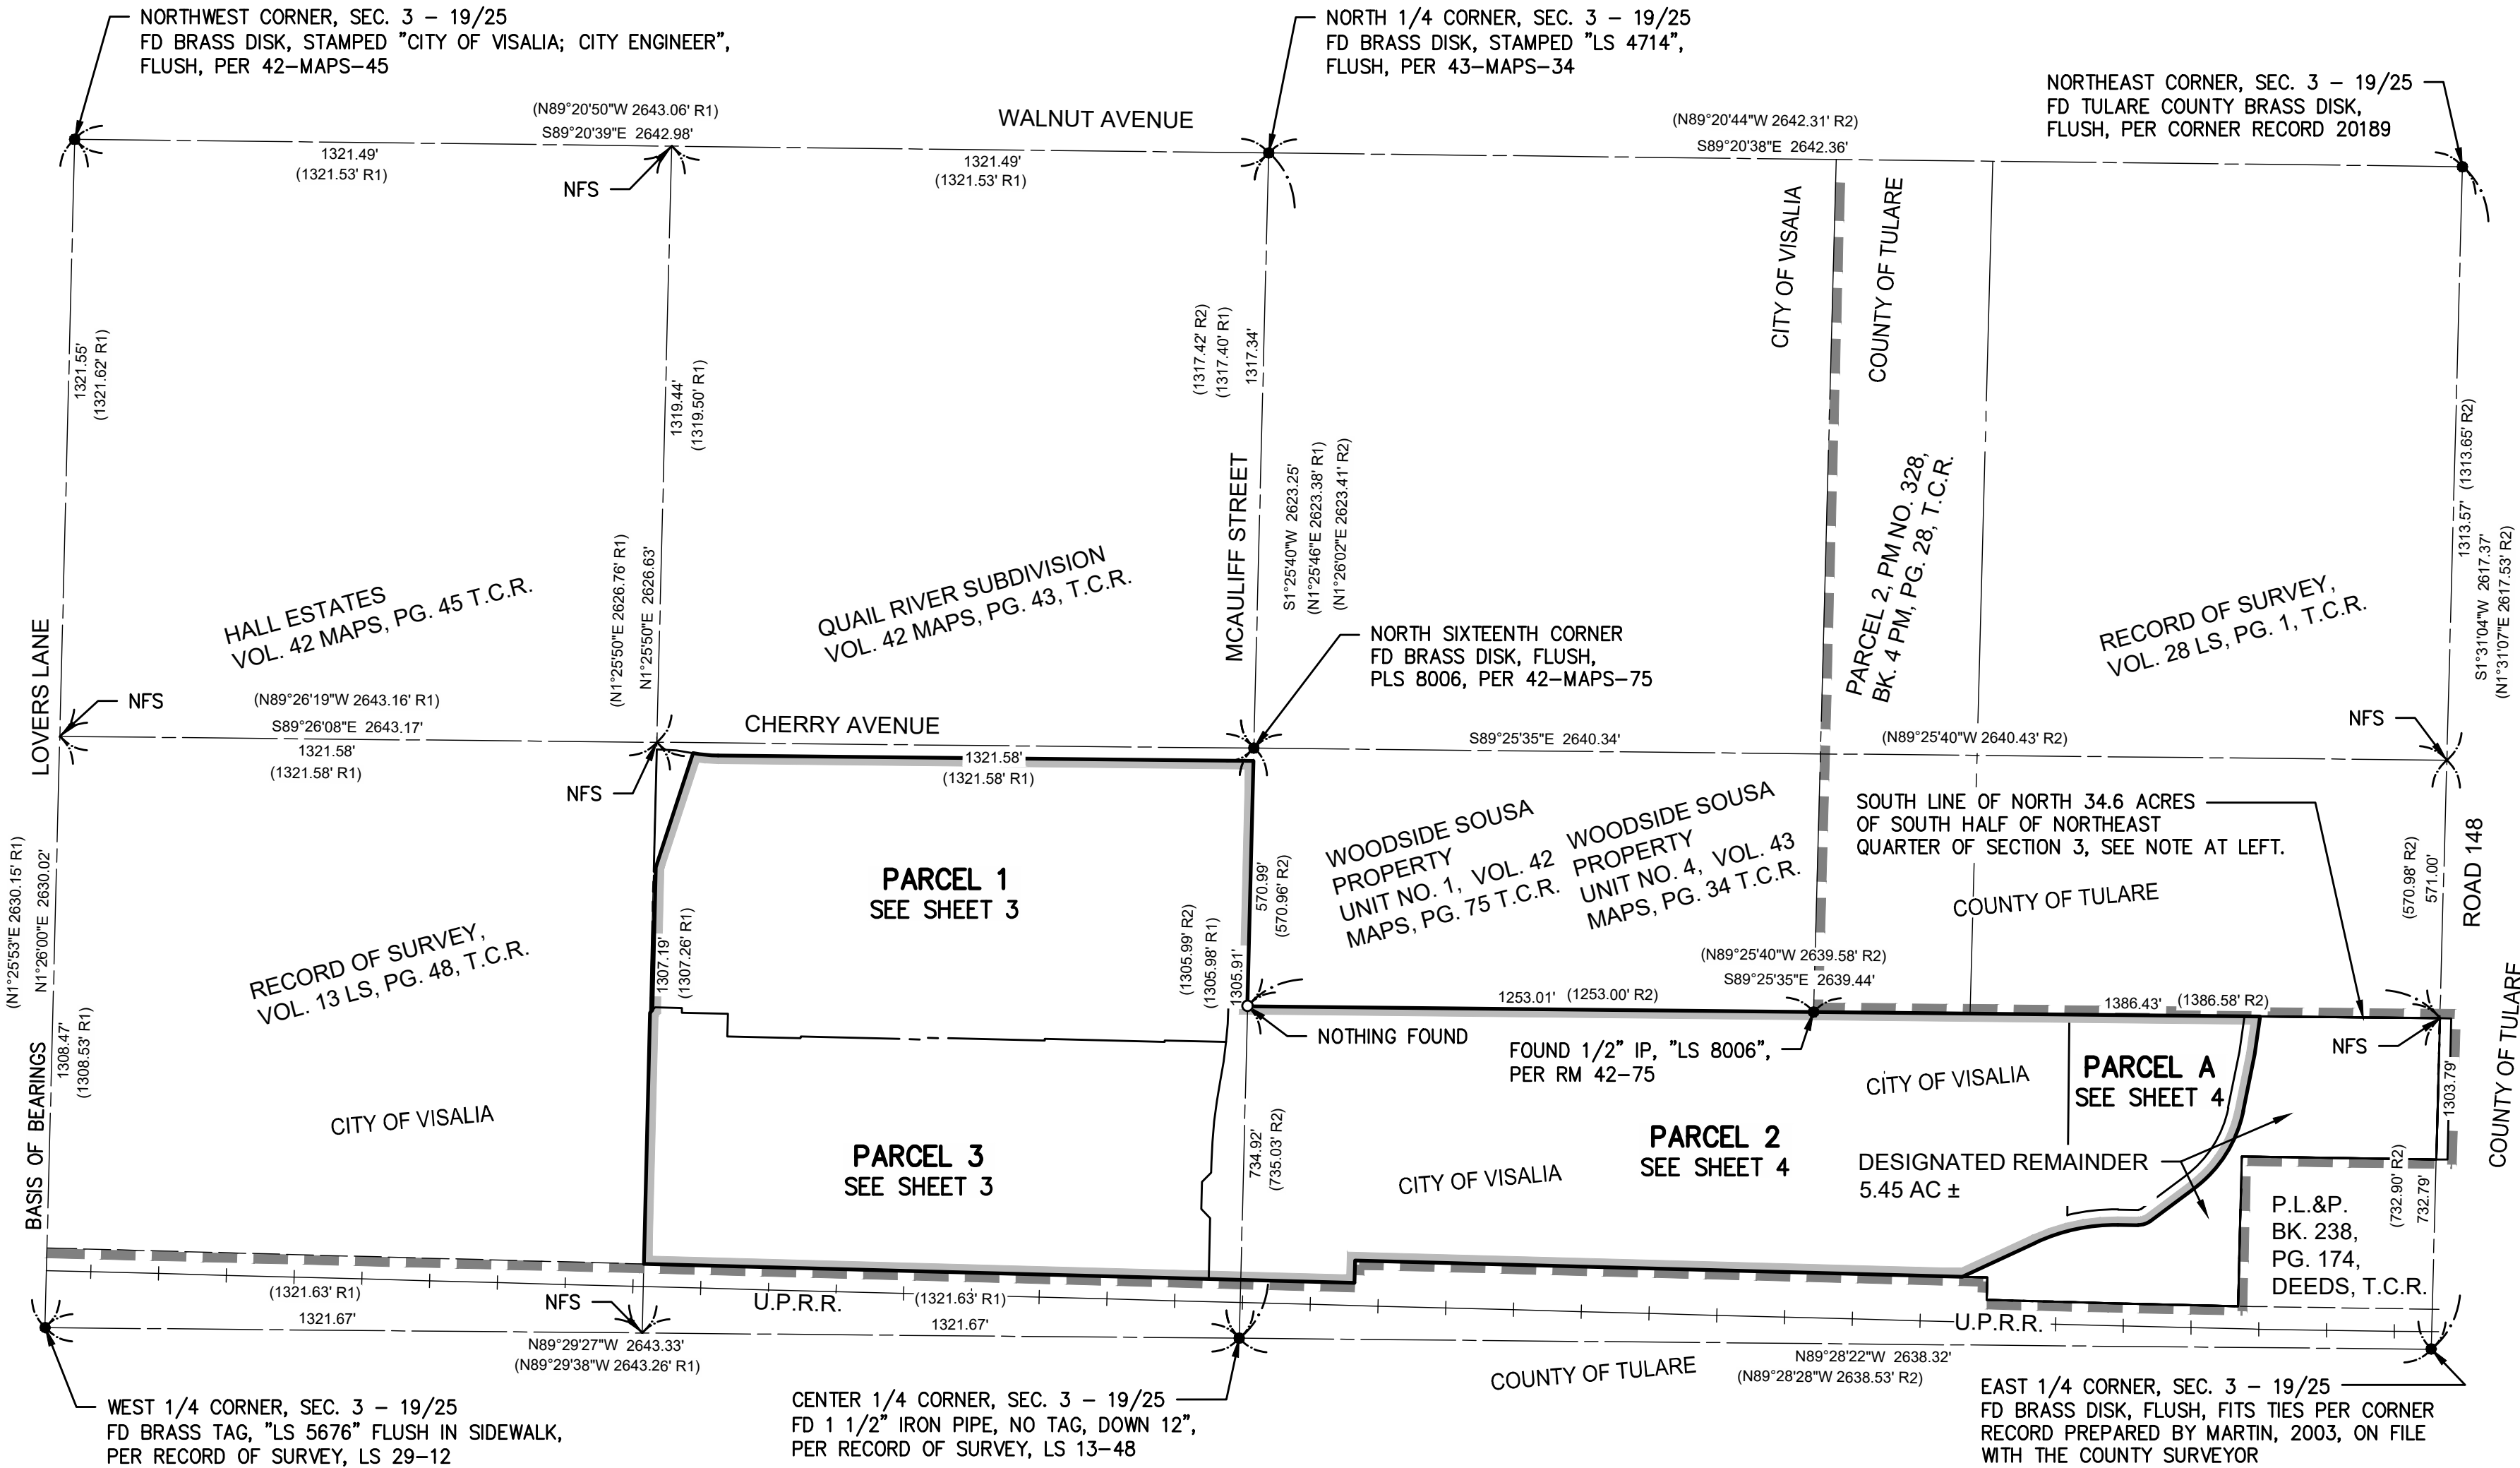 NORTHWEST CORNER, SEC. 3 - 19/25
FD BRASS DISK, STAMPED "CITY OF VISALIA; CITY ENGINEER",
FLUSH, PER 42-MAPS-45
NORTH 1/4 CORNER, SEC. 3 - 19/25
FD BRASS DISK, STAMPED "LS 4714",
FLUSH, PER 43-MAPS-34
NORTHEAST CORNER, SEC. 3 - 19/25
FD TULARE COUNTY BRASS DISK,
FLUSH, PER CORNER RECORD 20189
(N89°20'50"W 2643.06' R1)
S89°20'39"E 2642.98'
WALNUT AVENUE
(N89°20'44"W 2642.31' R2)
S89°20'38"E 2642.36'
1321.49'
(1321.53' R1)
NFS
1321.49'
(1321.53' R1)
CITY OF VISALIA
COUNTY OF TULARE
1321.55'
(1321.62' R1)
1319.44'
(1319.50' R1)
(1317.42' R2)
(1317.40' R1)
1317.34'
1313.57' (1313.65' R2)
S1°31'04"W 2617.37'
(N1°31'07"E 2617.53' R2)
MCAULIFF STREET
S1°25'40"W 2623.25'
(N1°25'46"E 2623.38' R1)
(N1°26'02"E 2623.41' R2)
PARCEL 2, PM NO. 328,
BK. 4 PM, PG. 28, T.C.R.
HALL ESTATES
VOL. 42 MAPS, PG. 45 T.C.R.
(N1°25'50"E 2626.76' R1)
N1°25'50"E 2626.63'
QUAIL RIVER SUBDIVISION
VOL. 42 MAPS, PG. 43, T.C.R.
RECORD OF SURVEY,
VOL. 28 LS, PG. 1, T.C.R.
LOVERS LANE
NORTH SIXTEENTH CORNER
FD BRASS DISK, FLUSH,
PLS 8006, PER 42-MAPS-75
NFS
(N89°26'19"W 2643.16' R1)
S89°26'08"E 2643.17'
1321.58'
(1321.58' R1)
CHERRY AVENUE
1321.58'
(1321.58' R1)
NFS
S89°25'35"E 2640.34'
(N89°25'40"W 2640.43' R2)
NFS
SOUTH LINE OF NORTH 34.6 ACRES
OF SOUTH HALF OF NORTHEAST
QUARTER OF SECTION 3, SEE NOTE AT LEFT.
(N1°25'53"E 2630.15' R1)
N1°26'00"E 2630.02'
PARCEL 1
SEE SHEET 3
570.99'
(570.96' R2)
WOODSIDE SOUSA
PROPERTY
UNIT NO. 1, VOL. 42
MAPS, PG. 75 T.C.R.
WOODSIDE SOUSA
PROPERTY
UNIT NO. 4, VOL. 43
MAPS, PG. 34 T.C.R.
COUNTY OF TULARE
(570.98' R2)
571.00'
ROAD 148
RECORD OF SURVEY,
VOL. 13 LS, PG. 48, T.C.R.
1307.19'
(1307.26' R1)
(1305.99' R2)
(1305.98' R1)
1305.91'
(N89°25'40"W 2639.58' R2)
S89°25'35"E 2639.44'
1253.01' (1253.00' R2)
1386.43' (1386.58' R2)
NOTHING FOUND
FOUND 1/2" IP, "LS 8006",
PER RM 42-75
NFS
COUNTY OF TULARE
BASIS OF BEARINGS
1308.47'
(1308.53' R1)
CITY OF VISALIA
PARCEL 3
SEE SHEET 3
734.92'
(735.03' R2)
CITY OF VISALIA
PARCEL 2
SEE SHEET 4
CITY OF VISALIA
PARCEL A
SEE SHEET 4
1303.79'
DESIGNATED REMAINDER
5.45 AC ±
P.L.&P.
BK. 238,
PG. 174,
DEEDS, T.C.R.
(732.90' R2)
732.79'
(1321.63' R1)
1321.67'
NFS
U.P.R.R.
(1321.63' R1)
1321.67'
U.P.R.R.
N89°29'27"W 2643.33'
(N89°29'38"W 2643.26' R1)
COUNTY OF TULARE
N89°28'22"W 2638.32'
(N89°28'28"W 2638.53' R2)
WEST 1/4 CORNER, SEC. 3 - 19/25
FD BRASS TAG, "LS 5676" FLUSH IN SIDEWALK,
PER RECORD OF SURVEY, LS 29-12
CENTER 1/4 CORNER, SEC. 3 - 19/25
FD 1 1/2" IRON PIPE, NO TAG, DOWN 12",
PER RECORD OF SURVEY, LS 13-48
EAST 1/4 CORNER, SEC. 3 - 19/25
FD BRASS DISK, FLUSH, FITS TIES PER CORNER
RECORD PREPARED BY MARTIN, 2003, ON FILE
WITH THE COUNTY SURVEYOR